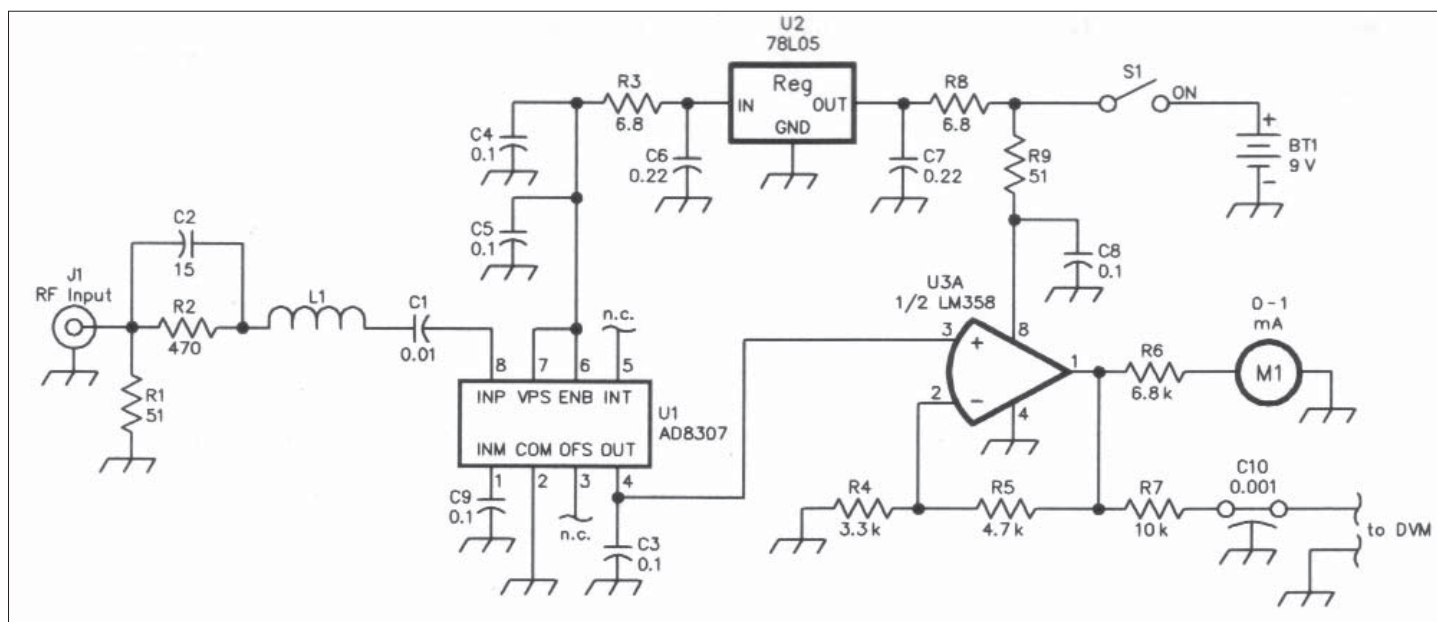 U2
78L05
Reg
IN
OUT
GND
R3
6.8
R8
6.8
S1
ON
C4
0.1
C6
0.22
C7
0.22
R9
51
+
BT1
9 V
−
C5
0.1
C2
15
J1
RF Input
R2
470
L1
C1
0.01
n.c.
R1
51
8
7
6
5
INP VPS ENB INT
U1
AD8307
INM COM OFS OUT
1
2
3
4
C9
0.1
n.c.
C3
0.1
C8
0.1
U3A
1/2 LM358
3
+
8
1
2
−
4
R6
6.8 k
0-1
mA
M1
R4
3.3 k
R5
4.7 k
R7
10 k
C10
0.001
to DVM